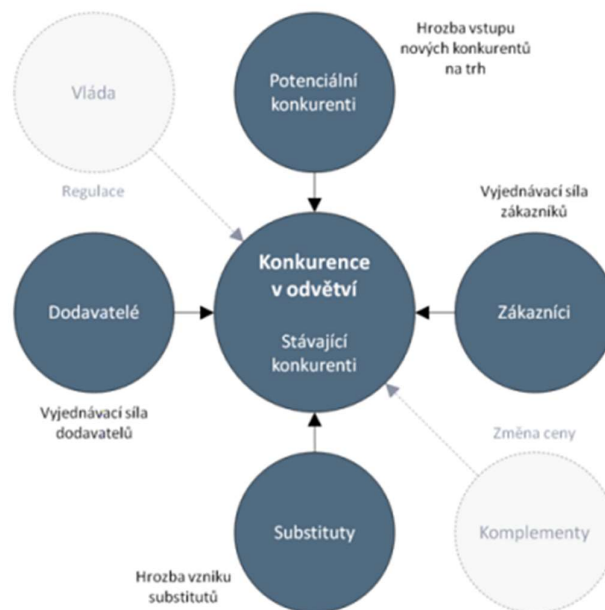 Hrozba vstupu
nových konkurentů
na trh
Vláda
Potenciální
konkurenti
Regulace
Vyjednávací síla
zákazníků
Dodavatelé
Konkurence
v odvětví
Stávající
konkurenti
Zákazníci
Vyjednávací síla
dodavatelů
Změna ceny
Substituty
Komplementy
Hrozba vzniku
substitutů